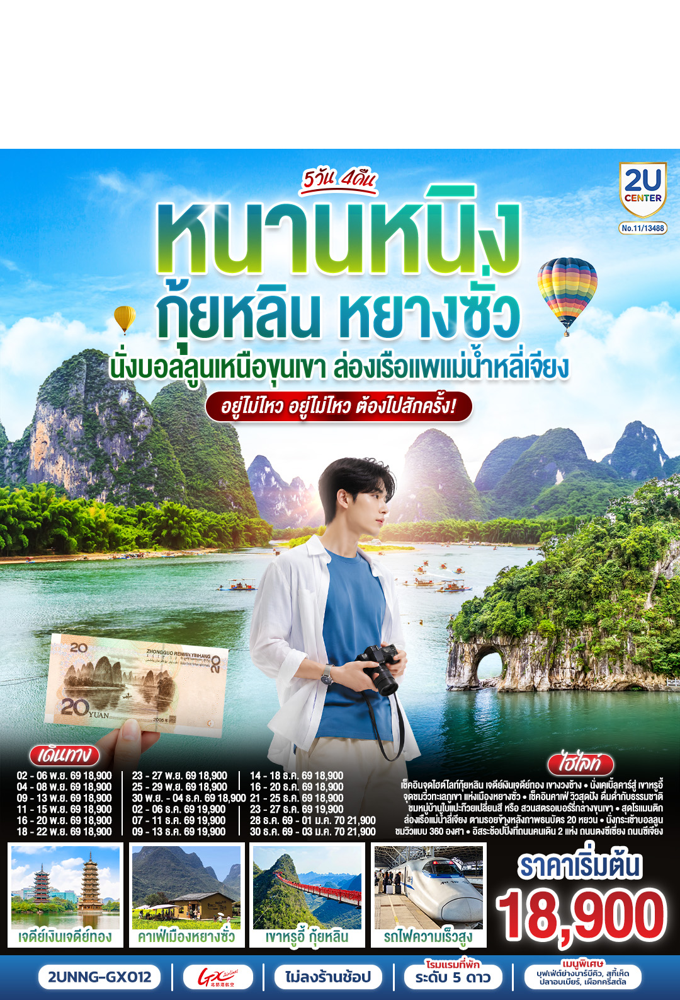 5วัน 4คืน
2U
CENTER
No.11/13488
หนานหนิง
กุ้ยหลิน หยางซั่ว
นั่งบอลลูนเหนือขุนเขา ล่องเรือแพแม่น้ำหลี่เจียง
อยู่ไม่ไหว อยู่ไม่ไหว ต้องไปสักครั้ง!
20
ZHONGGUO RENMIN YINHANG
20
20 YUAN
2005年
เดินทาง
02 - 06 พ.ย. 69 18,900
04 - 08 พ.ย. 69 18,900
09 - 13 พ.ย. 69 18,900
11 - 15 พ.ย. 69 18,900
16 - 20 พ.ย. 69 18,900
18 - 22 พ.ย. 69 18,900
23 - 27 พ.ย. 69 18,900
25 - 29 พ.ย. 69 18,900
30 พ.ย. - 04 ธ.ค. 69 18,900
02 - 06 ธ.ค. 69 19,900
07 - 11 ธ.ค. 69 19,900
09 - 13 ธ.ค. 69 19,900
14 - 18 ธ.ค. 69 18,900
16 - 20 ธ.ค. 69 18,900
21 - 25 ธ.ค. 69 18,900
23 - 27 ธ.ค. 69 19,900
28 ธ.ค. 69 - 01 ม.ค. 70 21,900
30 ธ.ค. 69 - 03 ม.ค. 70 21,900
ไฮไลท์
เช็คอินจุดไฮต์ไลท์กุ้ยหลิน เจดีย์เงินเจดีย์ทอง เขางวงช้าง • นั่งเคเบิ้ลคาร์สู่ เขาหรูอี้
จุดชมวิวทะเลภูเขา แห่งเมืองหยางซั่ว • เช็คอินคาเฟ่ วิวสุดปัง ดื่มด่ำกับธรรมชาติ
ชมหมู่บ้านใบแปะก๊วยเปลี่ยนสี หรือ สวนสตรอเบอร์รี่กลางขุนเขา • สุดโรแมนติก
ล่องเรือแม่น้ำลี่เจียง ตามรอยข้างหลังภาพธนบัตร 20 หยวน • นั่งกระเช้าบอลลูน
ชมวิวแบบ 360 องศา • อิสระช้อปปิ้งที่ถนนคนเดิน 2 แห่ง ถนนตงซีเซี่ยง ถนนซีเจียง
เจดีย์เงินเจดีย์ทอง
คาเฟ่เมืองหยางซั่ว
เขาหรูอี้ กุ้ยหลิน
รถไฟความเร็วสูง
ราคาเริ่มต้น
18,900
2UNNG-GX012
GX Airlines
北部湾航空
ไม่ลงร้านช้อป
โรงแรมที่พัก
ระดับ 5 ดาว
เมนูพิเศษ
บุฟเฟ่ต์ย่างบาร์บีคิว, สุกี้เห็ด
ปลาอบเบียร์, เผือกคริสตัล